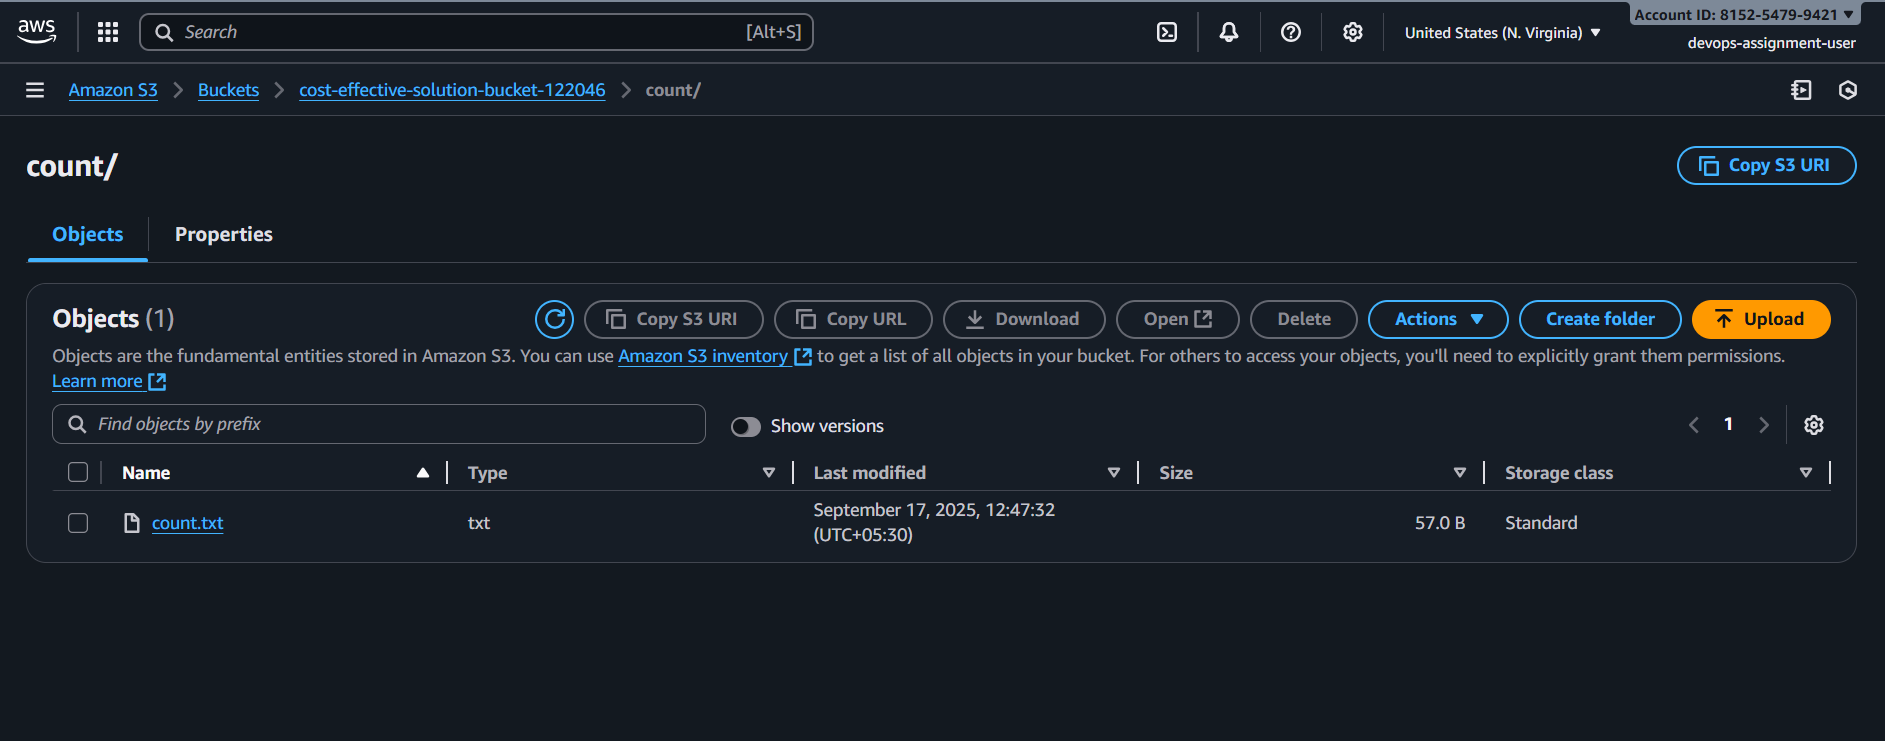 aws
Search [Alt+S]
United States (N. Virginia)
Account ID: 8152-5479-9421
devops-assignment-user
Amazon S3 Buckets cost-effective-solution-bucket-122046 count/
count/
Copy S3 URI
Objects Properties
Objects (1) Copy S3 URI Copy URL Download Open Delete Actions Create folder Upload
Objects are the fundamental entities stored in Amazon S3. You can use Amazon S3 inventory to get a list of all objects in your bucket. For others to access your objects, you'll need to explicitly grant them permissions.
Learn more
Find objects by prefix Show versions 1
Name Type Last modified Size Storage class
count.txt txt September 17, 2025, 12:47:32 57.0 B Standard
(UTC+05:30)